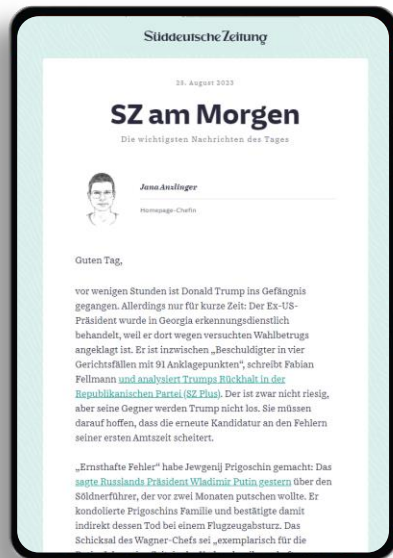 Süddeutsche Zeitung
25. August 2023
SZ am Morgen
Die wichtigsten Nachrichten des Tages
Jana Anzlinger
Homepage-Chefin
Guten Tag,
vor wenigen Stunden ist Donald Trump ins Gefängnis
gegangen. Allerdings nur für kurze Zeit: Der Ex-US-
Präsident wurde in Georgia erkennungsdienstlich
behandelt, weil er dort wegen versuchten Wahlbetrugs
angeklagt ist. Er ist inzwischen „Beschuldigter in vier
Gerichtsfällen mit 91 Anklagepunkten“, schreibt Fabian
Fellmann und analysiert Trumps Rückhalt in der
Republikanischen Partei (SZ Plus). Der ist zwar nicht riesig,
aber seine Gegner werden Trump nicht los. Sie müssen
darauf hoffen, dass die erneute Kandidatur an den Fehlern
seiner ersten Amtszeit scheitert.
„Ernsthafte Fehler“ habe Jewgenij Prigoschin gemacht: Das
sagte Russlands Präsident Wladimir Putin gestern über den
Söldnerführer, der vor zwei Monaten putschen wollte. Er
kondolierte Prigoschins Familie und bestätigte damit
indirekt dessen Tod bei einem Flugzeugabsturz. Das
Schicksal des Wagner-Chefs sei „exemplarisch für die